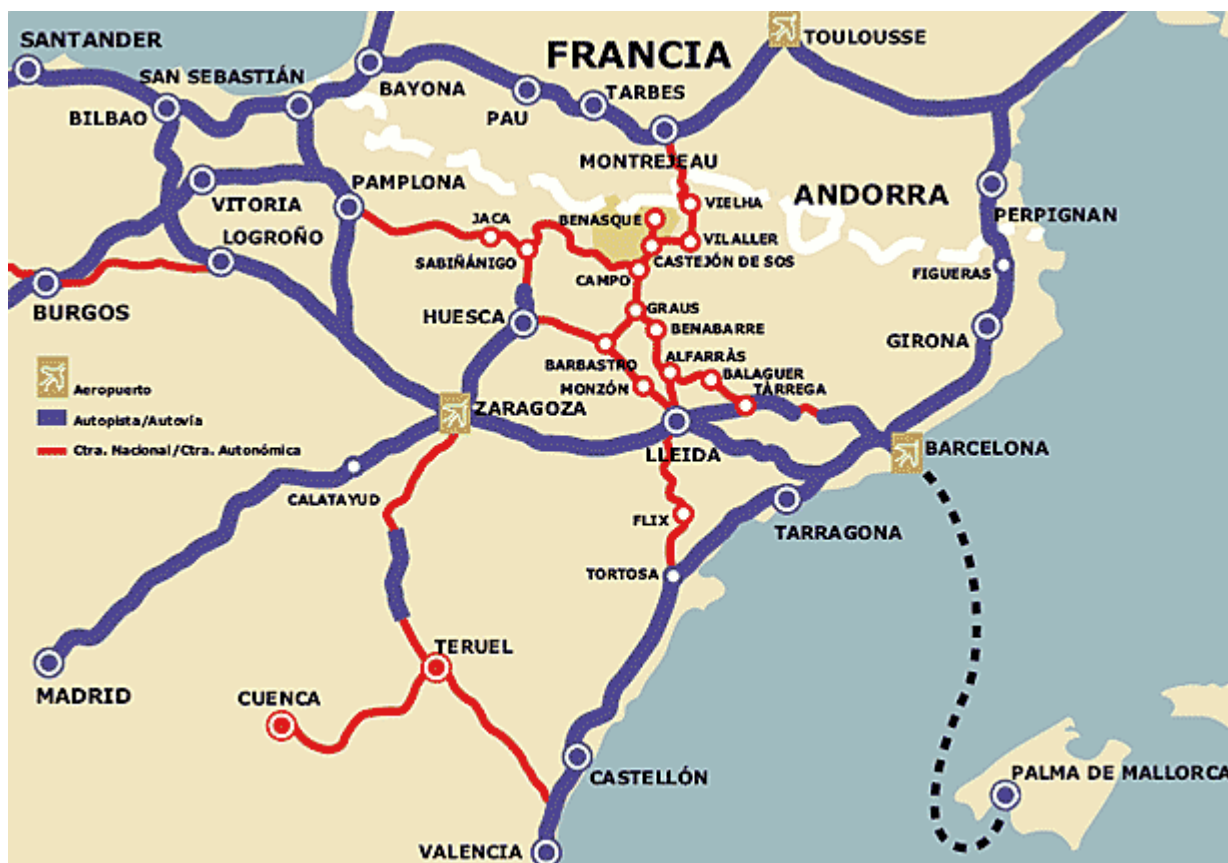 SANTANDER
FRANCIA
TOULOUSSE
SAN SEBASTIÁN
BAYONA
TARBES
BILBAO
PAU
MONTREJEAU
PAMPLONA
ANDORRA
VITORIA
VIELHA
JACA
BENASQUE
PERPIGNAN
LOGROÑO
VILALLER
SABIÑÁNIGO
CASTEJÓN DE SOS
FIGUERAS
CAMPO
BURGOS
HUESCA
GRAUS
BENABARRE
GIRONA
BARBASTRO
ALFARRÀS
BALAGUER
MONZÓN
TÀRREGA
Aeropuerto
ZARAGOZA
Autopista/Autovía
Ctra. Nacional/Ctra. Autonómica
LLEIDA
BARCELONA
CALATAYUD
FLIX
TARRAGONA
TORTOSA
TERUEL
MADRID
CUENCA
CASTELLÓN
PALMA DE MALLORCA
VALENCIA